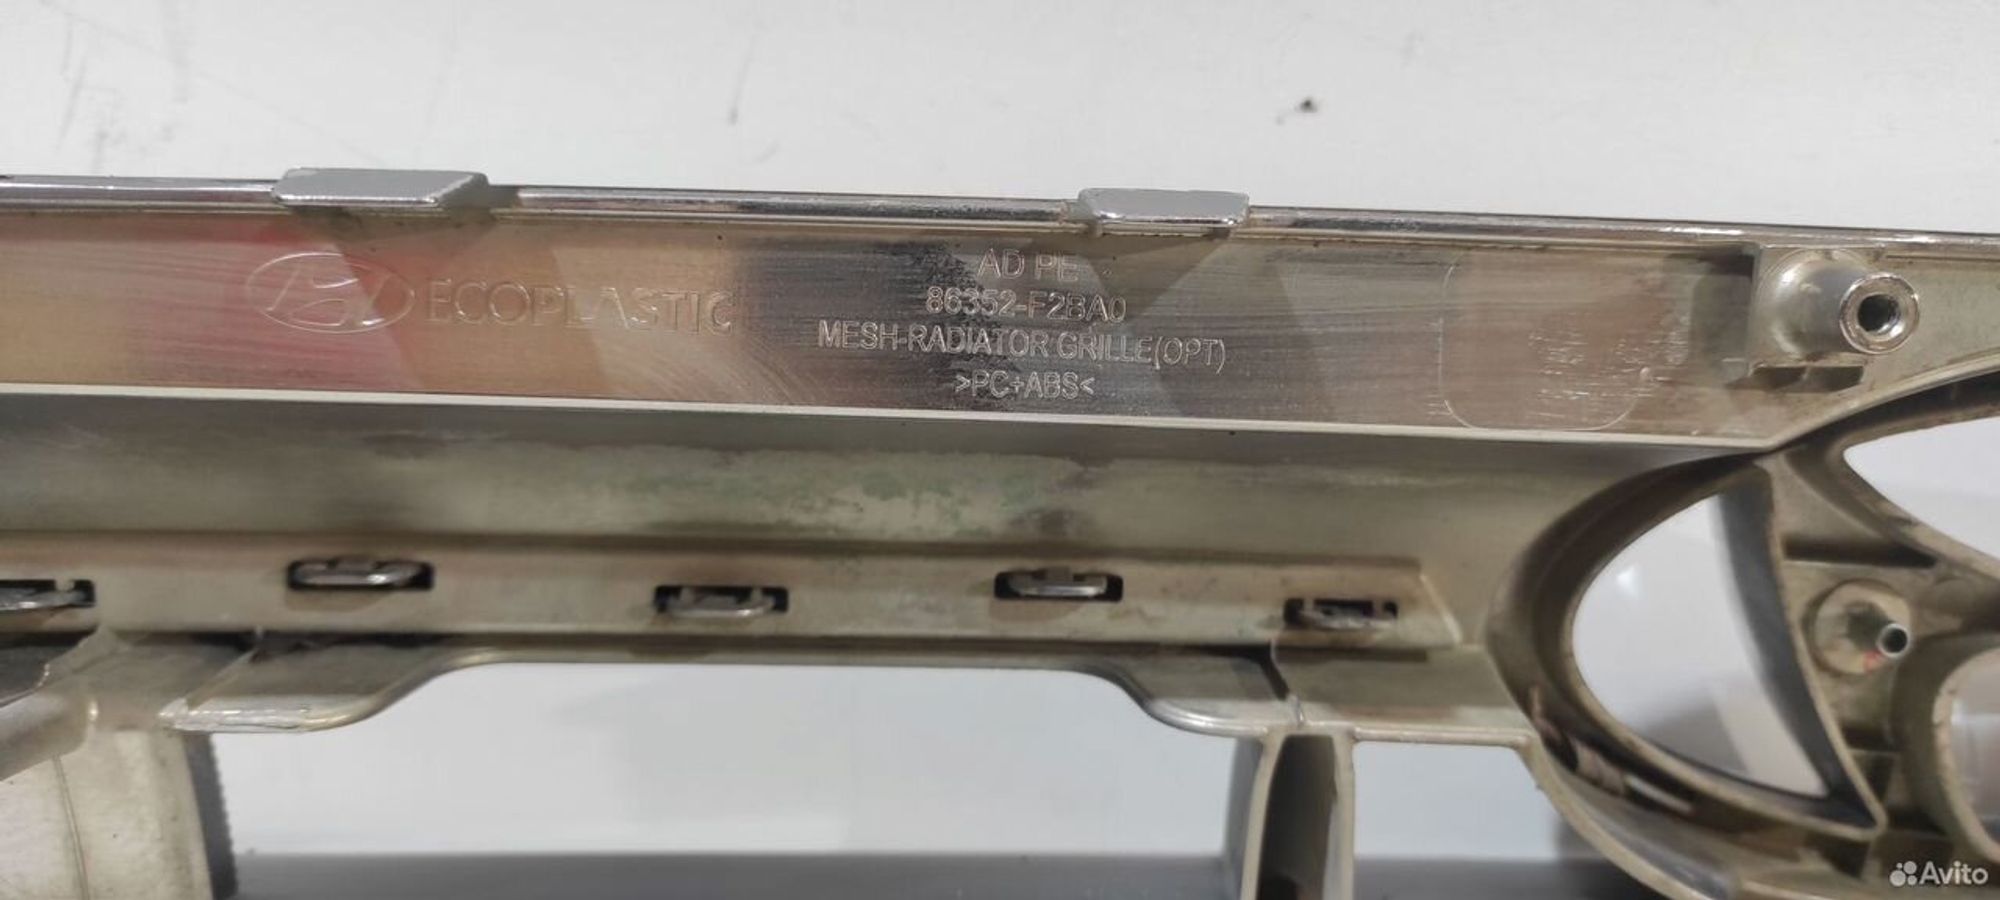 ECOPLASTIC
AD PE
86352-F2BA0
MESH-RADIATOR GRILLE(OPT)
>PC+ABS<
Avito